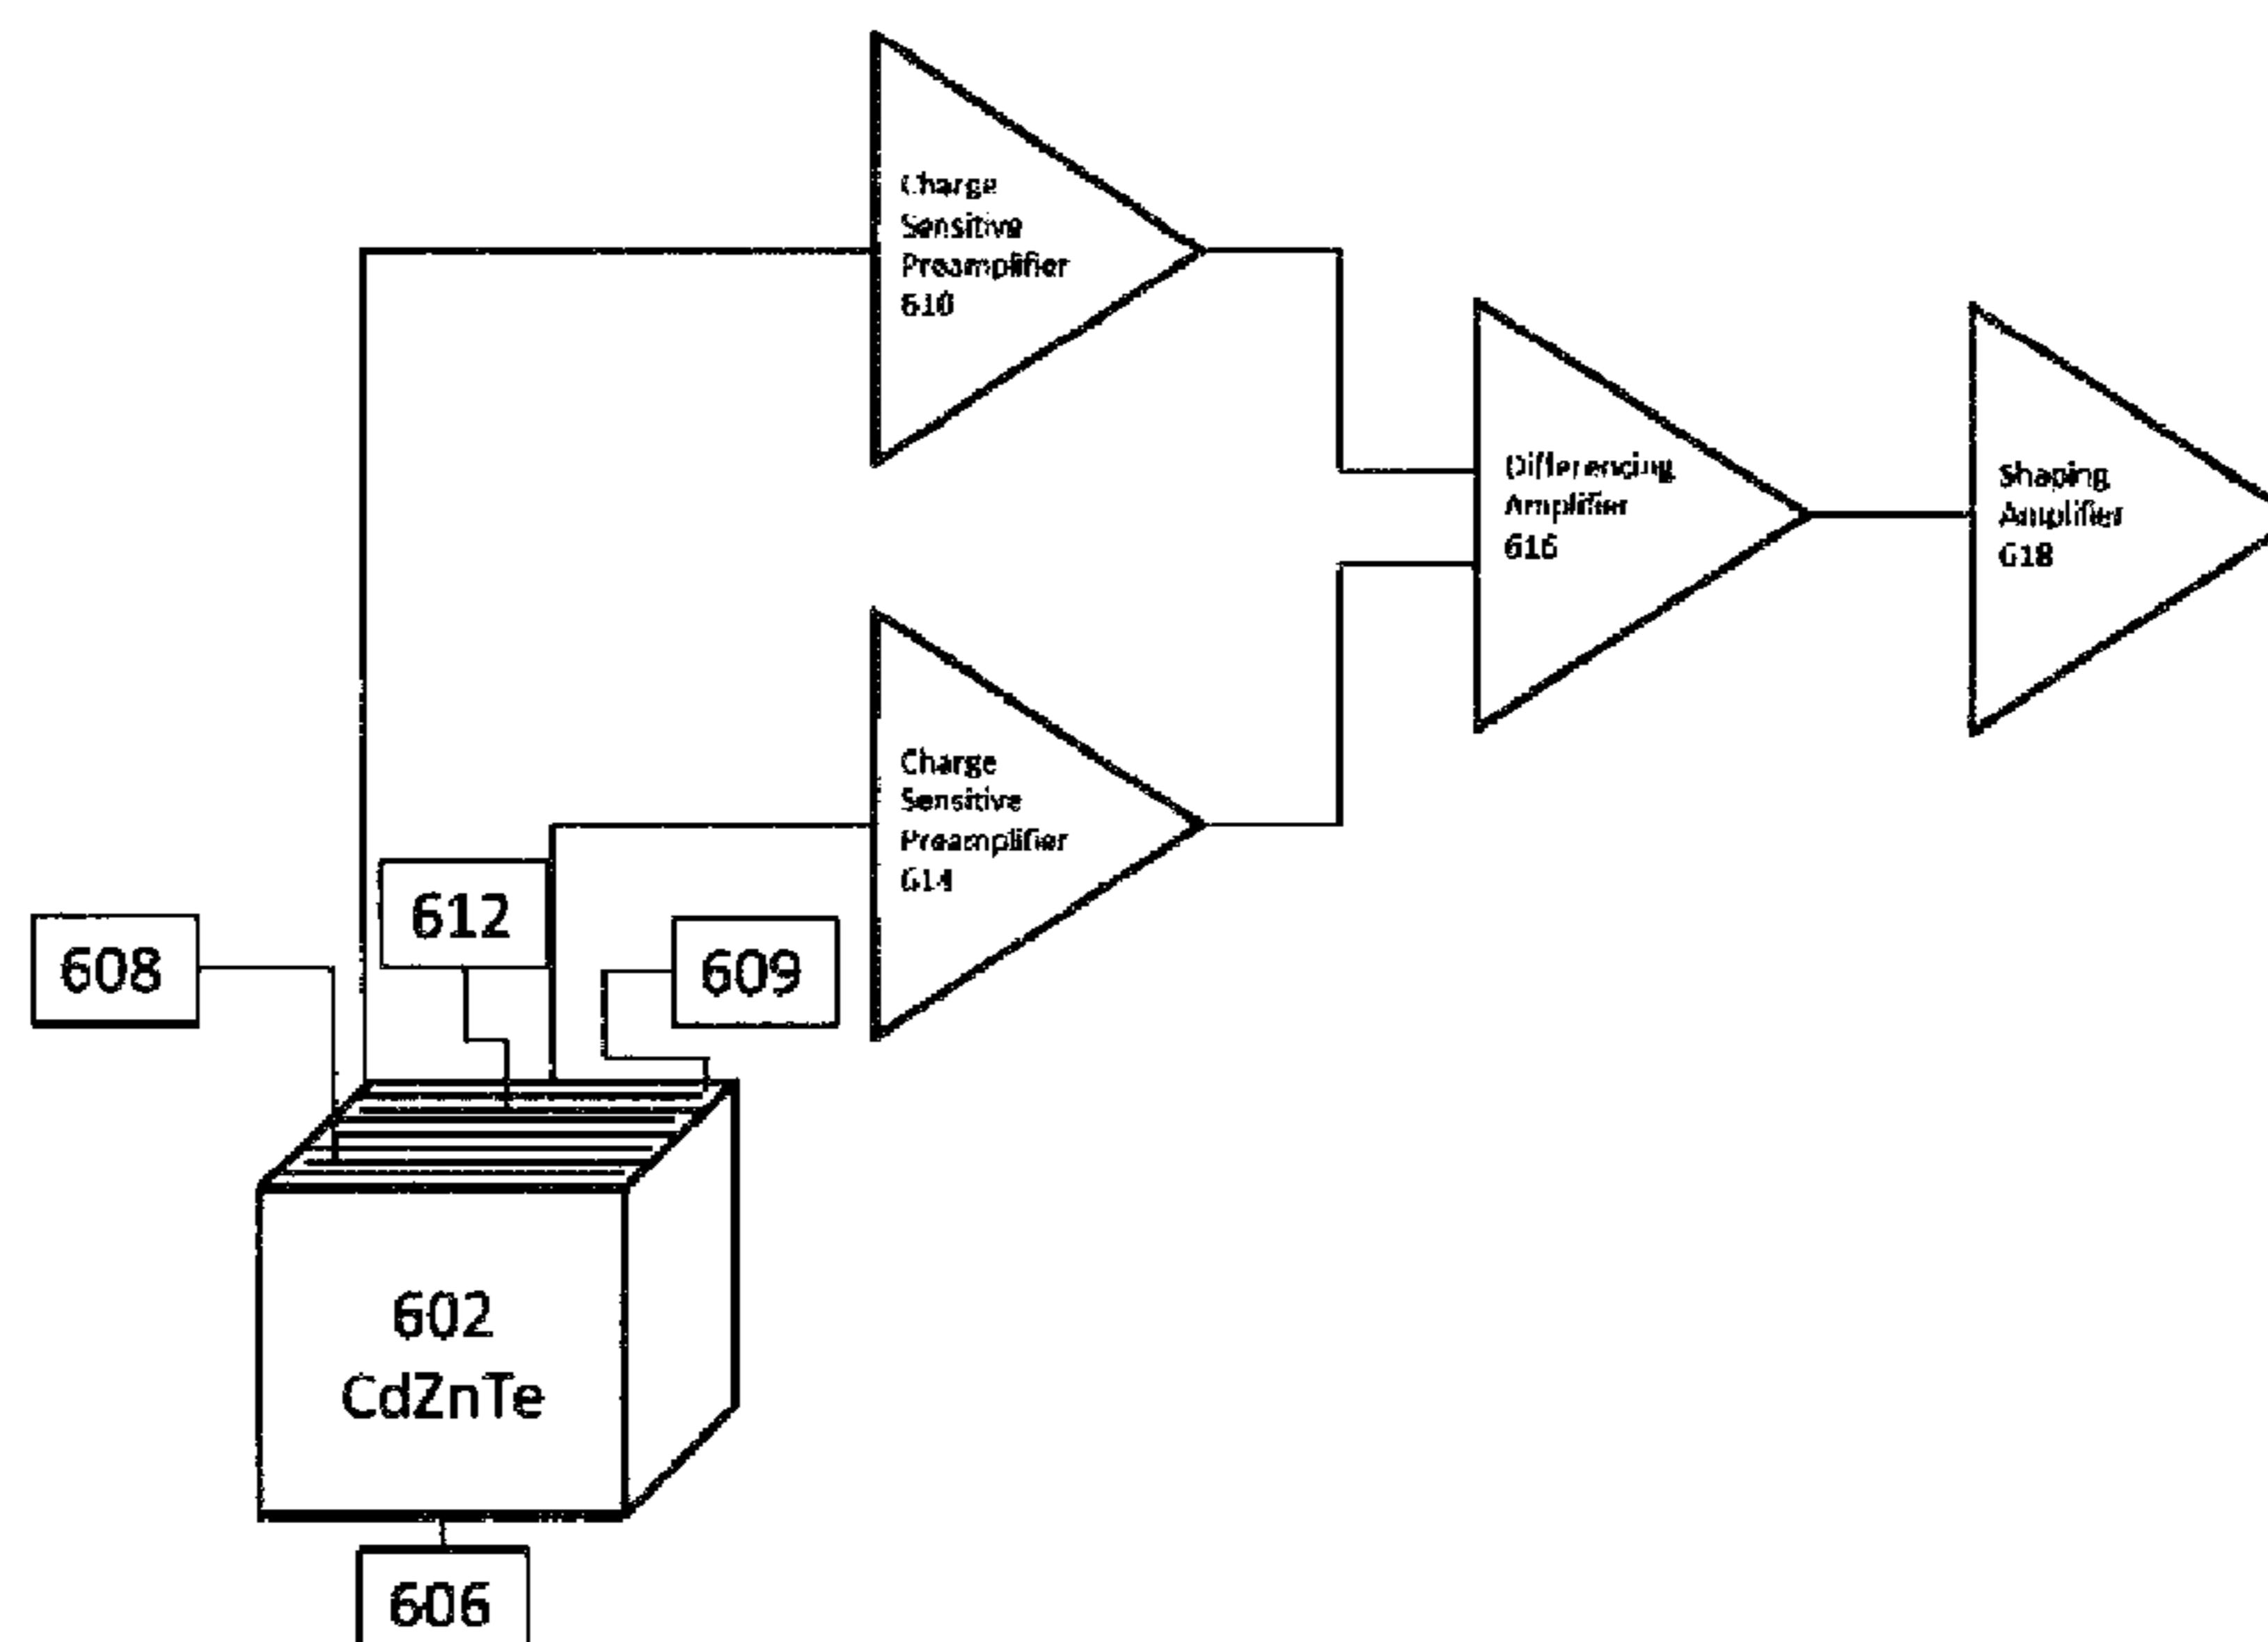 Charge
Sensitive
Preamplifier
610
Differencing
Amplifier
616
Shaping
Amplifier
618
Charge
Sensitive
Preamplifier
614
612
608
609
602
CdZnTe
606